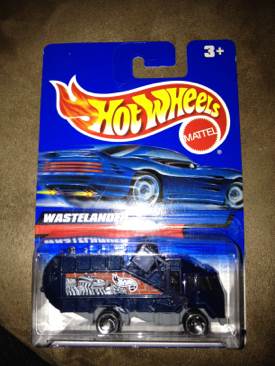 3+
HOT WHEELS
MATTEL
WASTELANDER